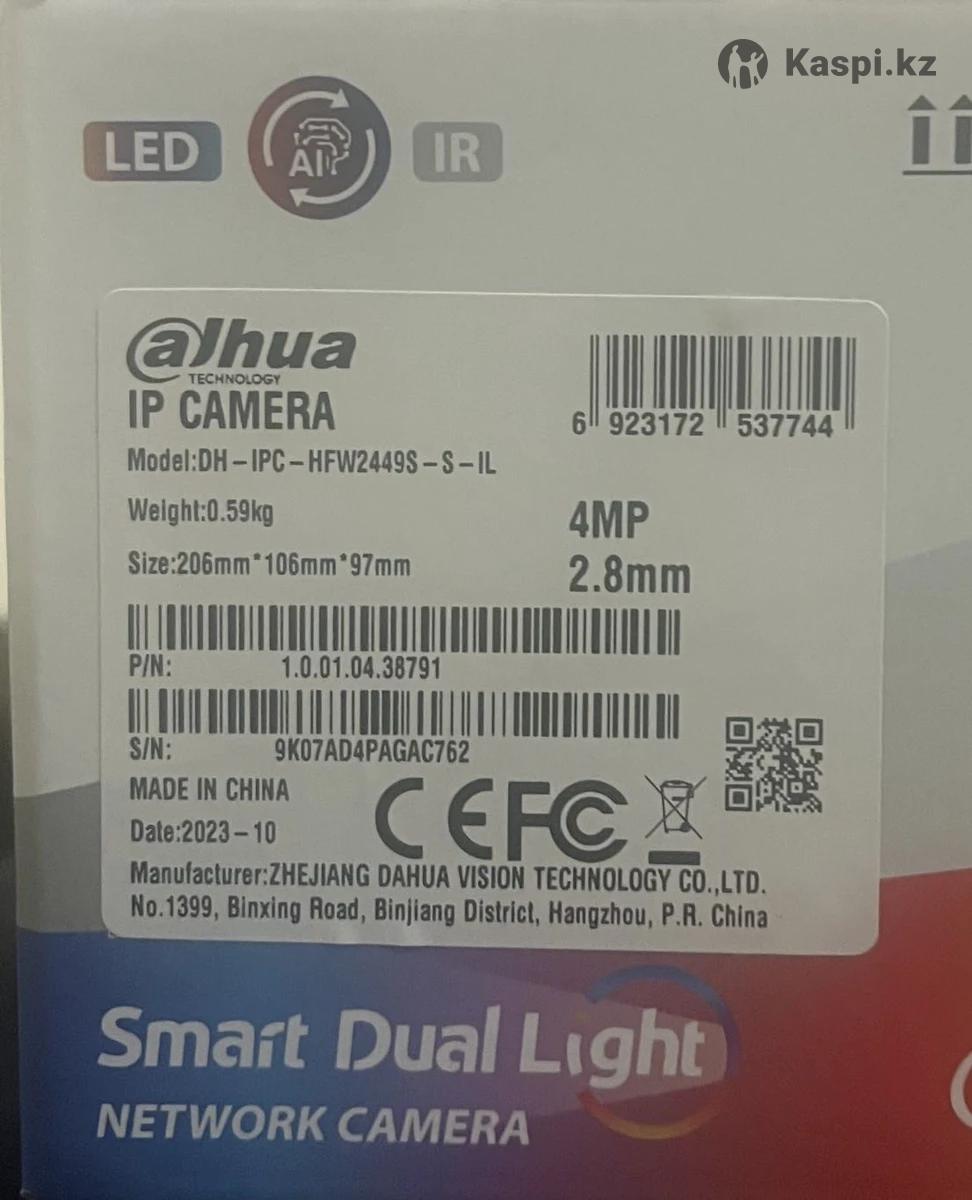 Kaspi.kz
LED
AI
IR
alhua
TECHNOLOGY
IP CAMERA
6 923172 537744
Model:DH-IPC-HFW2449S-S-IL
Weight:0.59kg
4MP
Size:206mm*106mm*97mm
2.8mm
P/N: 1.0.01.04.38791
S/N: 9K07AD4PAGAC762
MADE IN CHINA
CE FC
Date:2023-10
Manufacturer:ZHEJIANG DAHUA VISION TECHNOLOGY CO.,LTD.
No.1399, Binxing Road, Binjiang District, Hangzhou, P.R. China
Smart Dual Light
NETWORK CAMERA